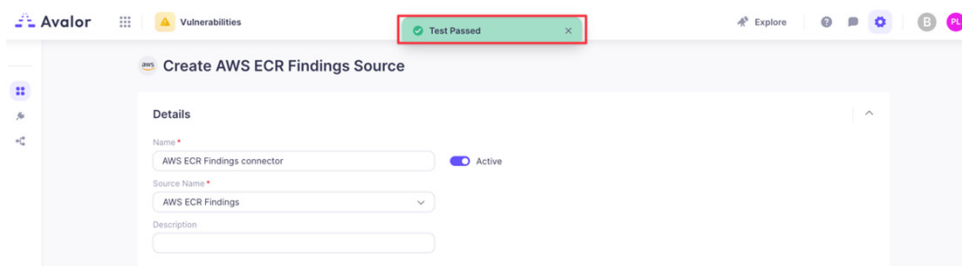 Avalor
Vulnerabilities
Test Passed
Explore
B
PL
aws
Create AWS ECR Findings Source
Details
Name *
AWS ECR Findings connector
Active
Source Name *
AWS ECR Findings
Description